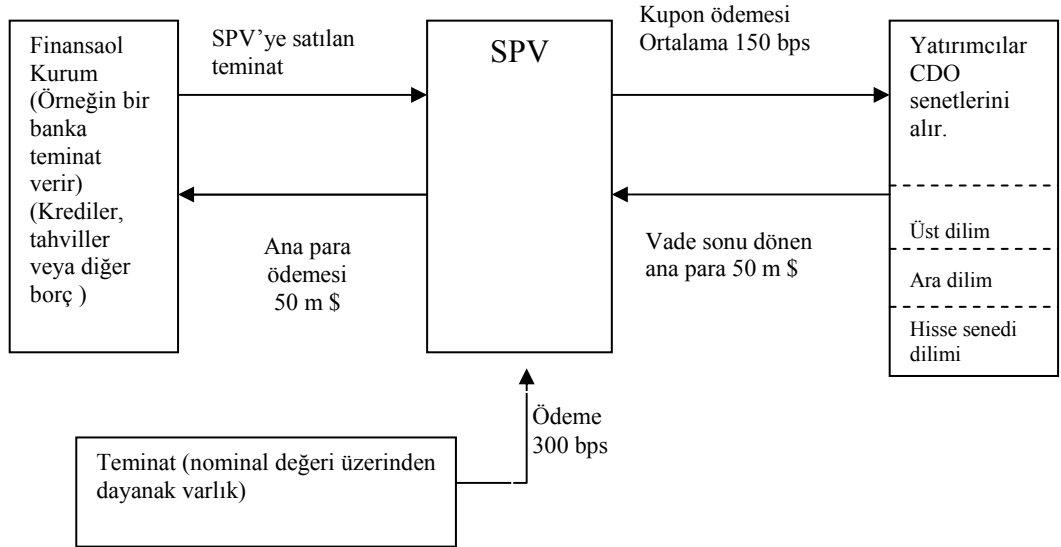 Finansaol
Kurum
(Örneğin bir
banka
teminat
verir)
(Krediler,
tahviller
veya diğer
borç )
SPV’ye satılan
teminat
Ana para
ödemesi
50 m $
SPV
Kupon ödemesi
Ortalama 150 bps
Vade sonu dönen
ana para 50 m $
Yatırımcılar
CDO
senetlerini
alır.
Üst dilim
Ara dilim
Hisse senedi
dilimi
Ödeme
300 bps
Teminat (nominal değeri üzerinden
dayanak varlık)